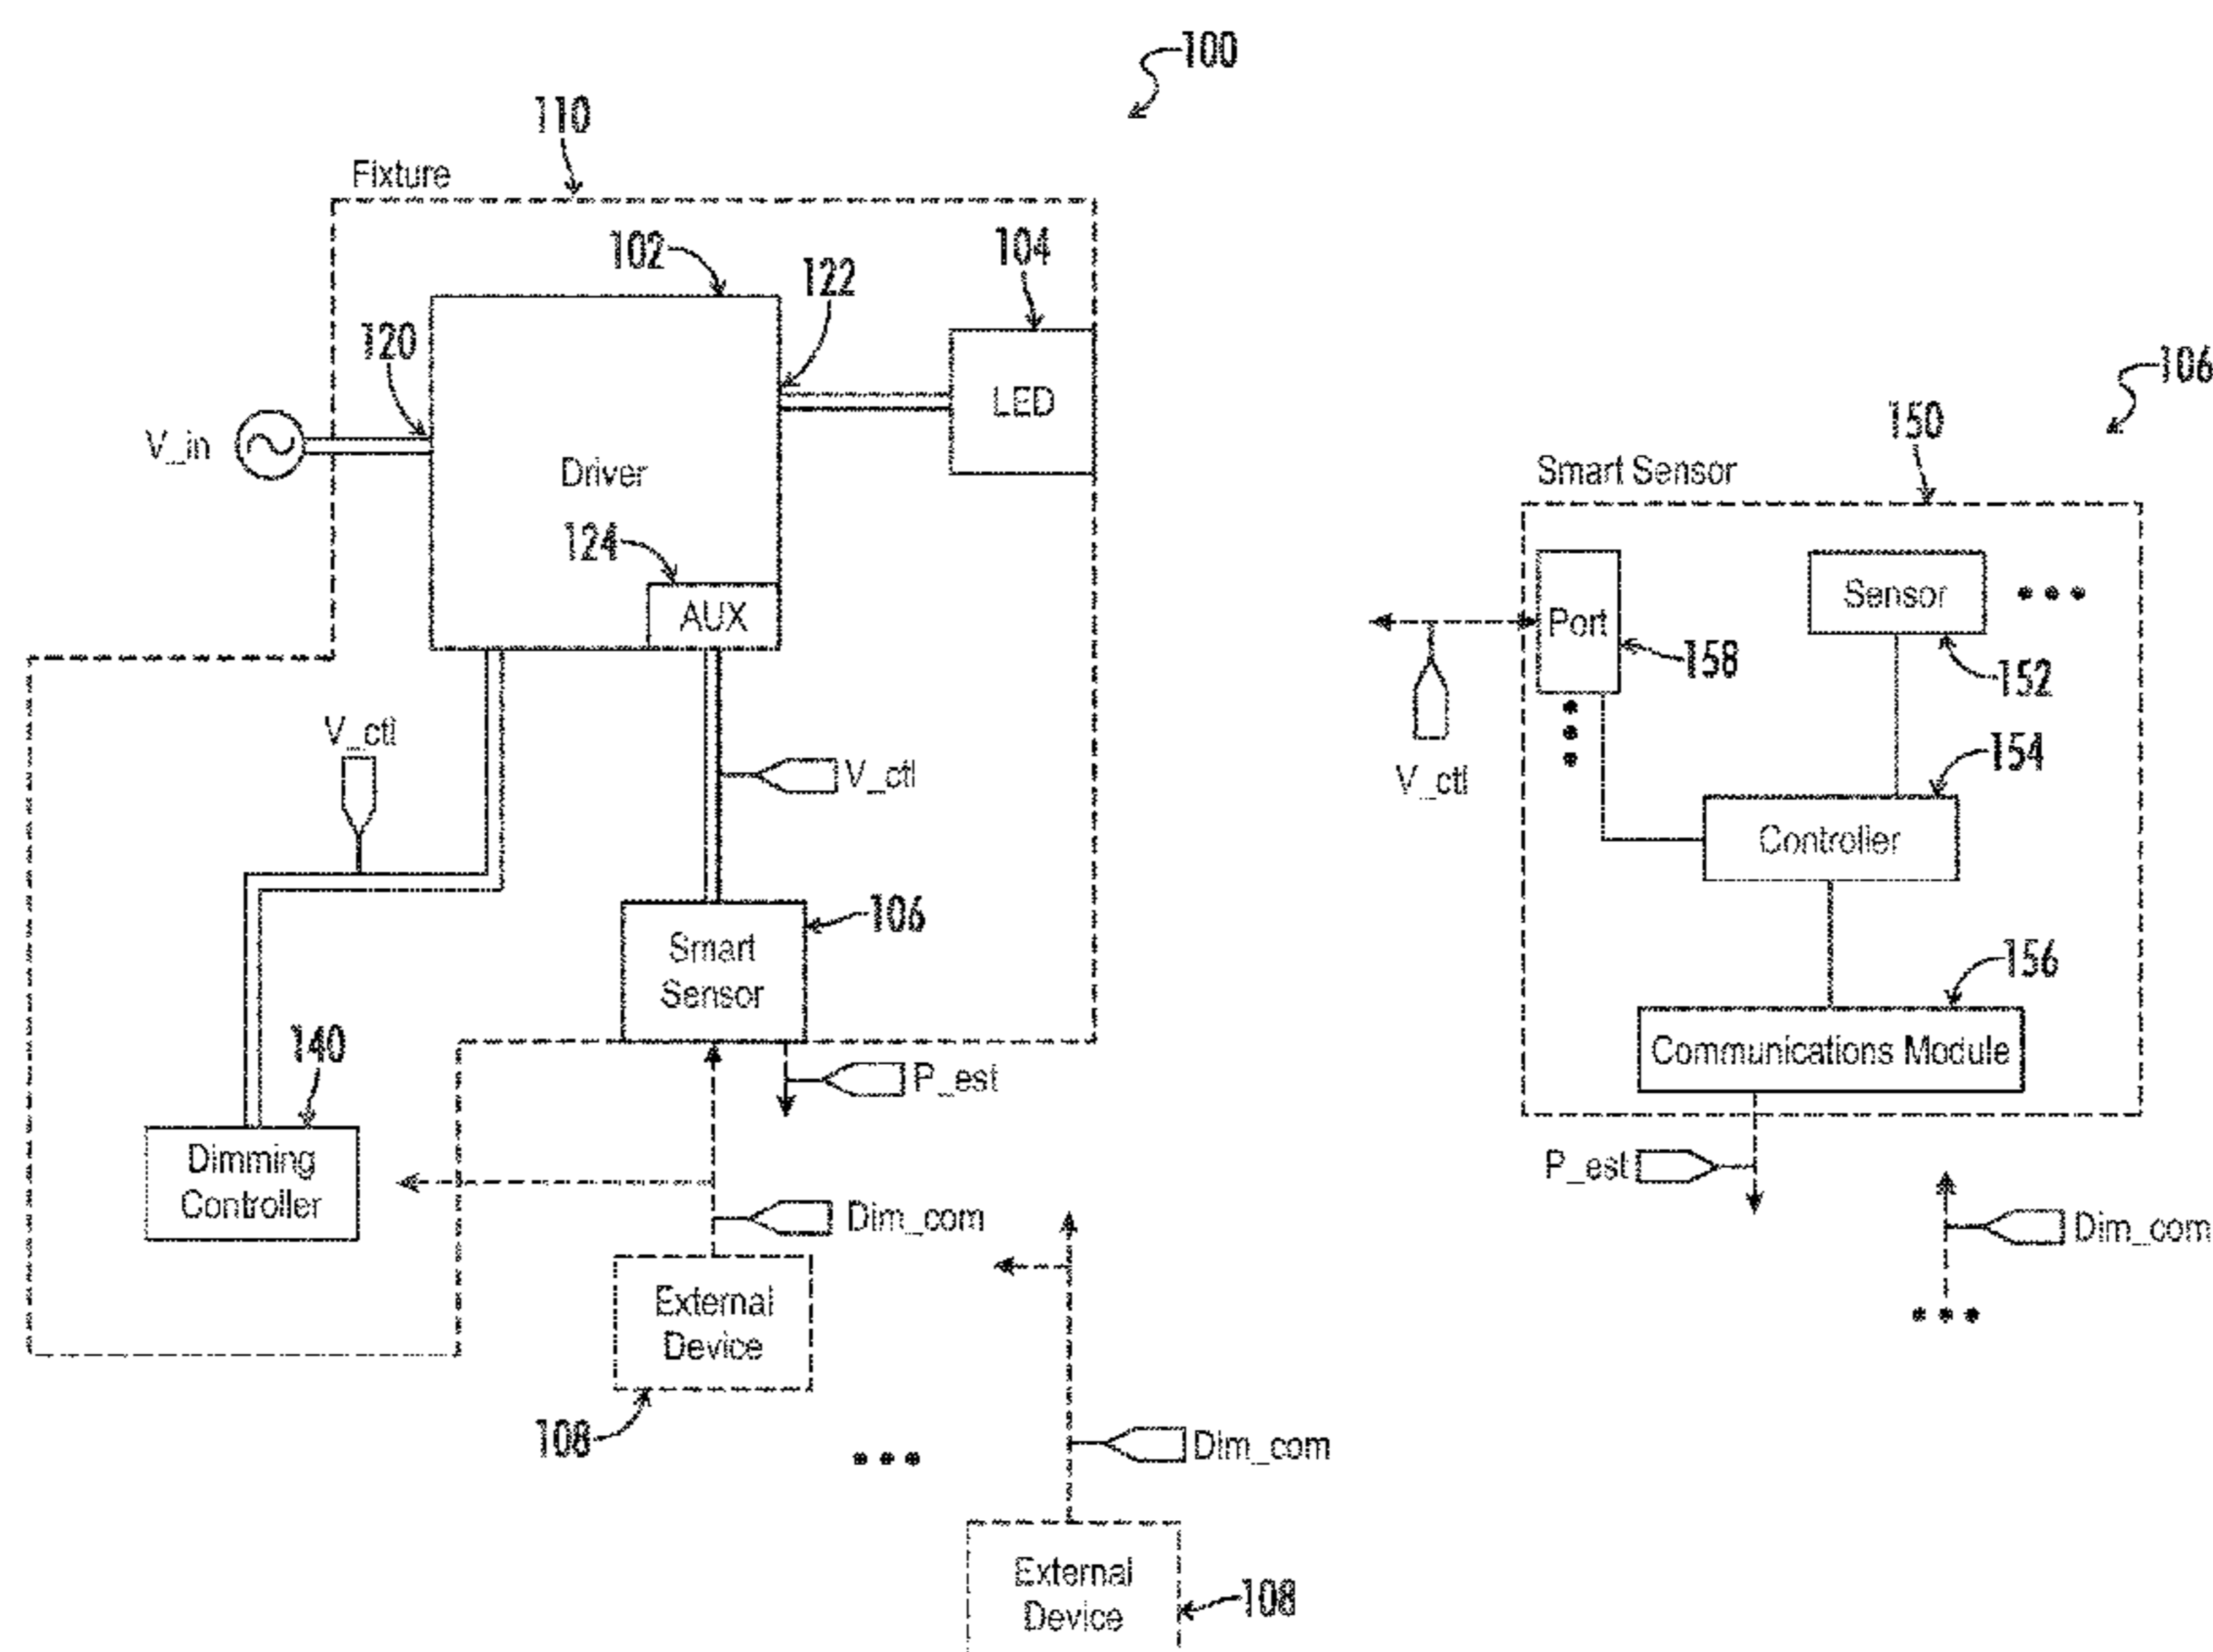 100
110
Fixture
102
122
104
120
V_in
Driver
LED
124
AUX
V_ctl
V_ctl
106
Smart
Sensor
140
P_est
Dimming
Controller
Dim_com
External
Device
108
Dim_com
External
Device
108
106
150
Smart Sensor
Port
Sensor
158
152
V_ctl
154
Controller
156
Communications Module
P_est
Dim_com